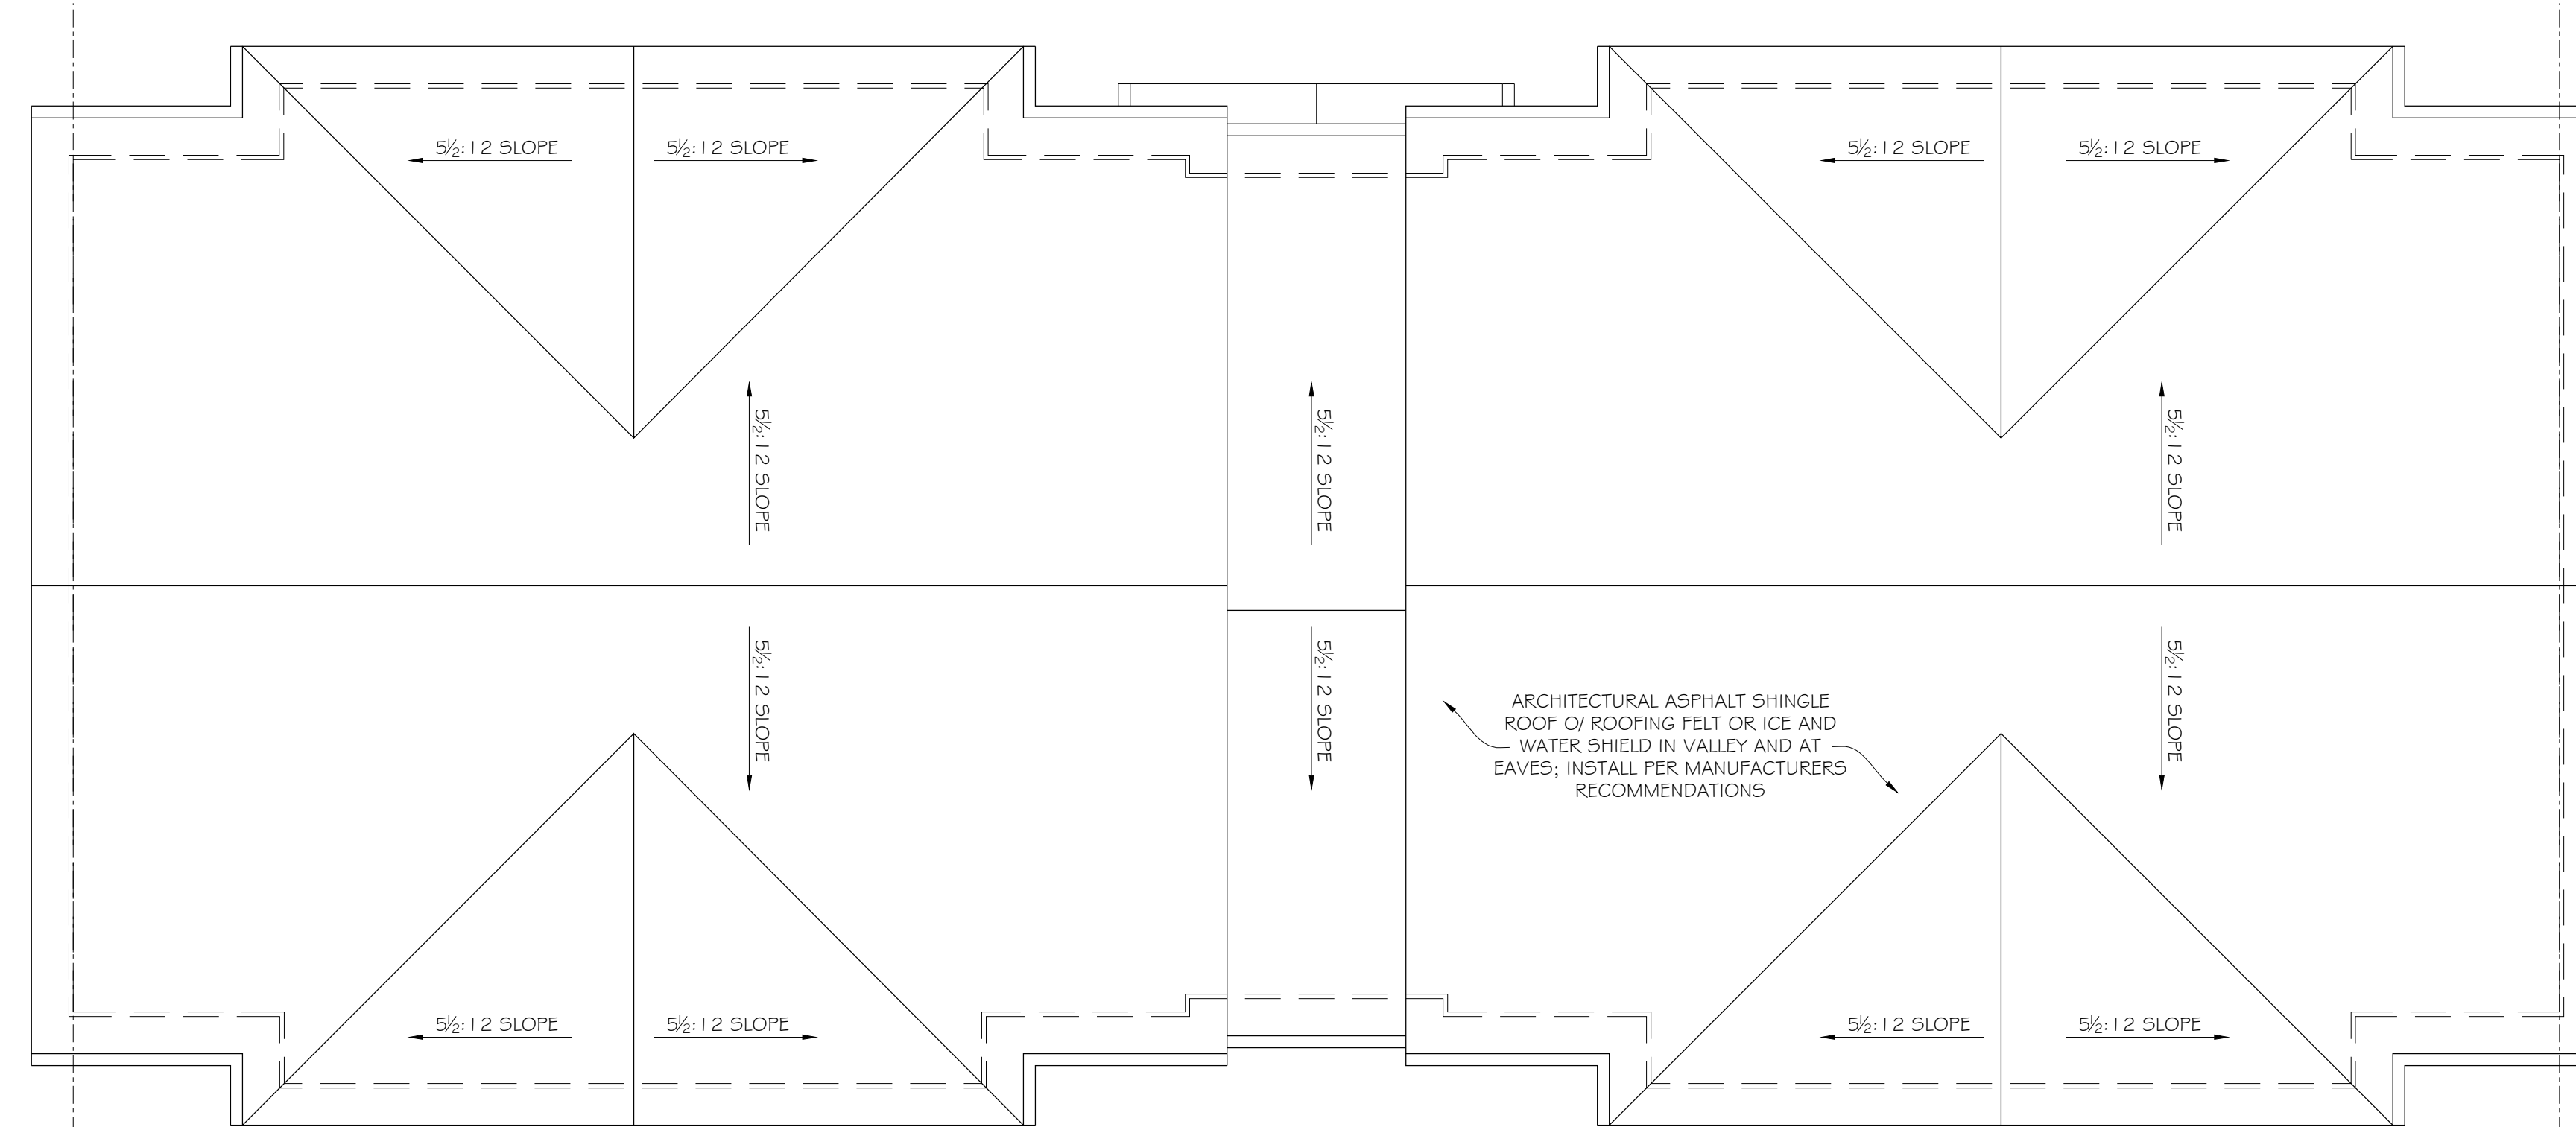 5½:12 SLOPE
5½:12 SLOPE
5½:12 SLOPE
5½:12 SLOPE
5½:12 SLOPE
5½:12 SLOPE
5½:12 SLOPE
5½:12 SLOPE
5½:12 SLOPE
5½:12 SLOPE
ARCHITECTURAL ASPHALT SHINGLE
ROOF O/ ROOFING FELT OR ICE AND
WATER SHIELD IN VALLEY AND AT
EAVES; INSTALL PER MANUFACTURERS
RECOMMENDATIONS
5½:12 SLOPE
5½:12 SLOPE
5½:12 SLOPE
5½:12 SLOPE